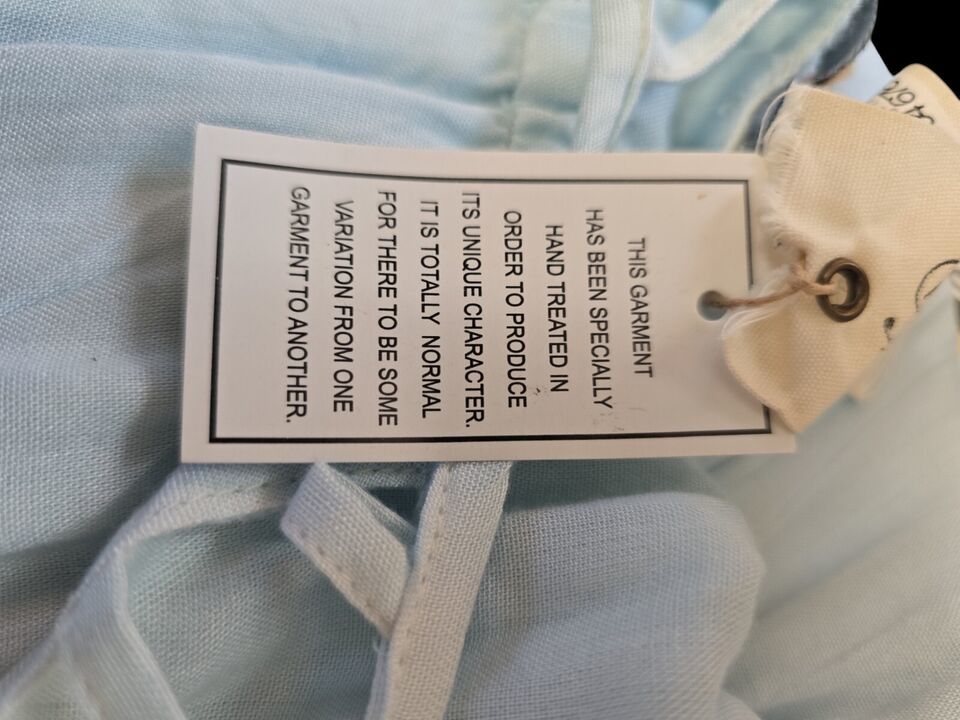 THIS GARMENT
HAS BEEN SPECIALLY
HAND TREATED IN
ORDER TO PRODUCE
ITS UNIQUE CHARACTER.
IT IS TOTALLY NORMAL
FOR THERE TO BE SOME
VARIATION FROM ONE
GARMENT TO ANOTHER.